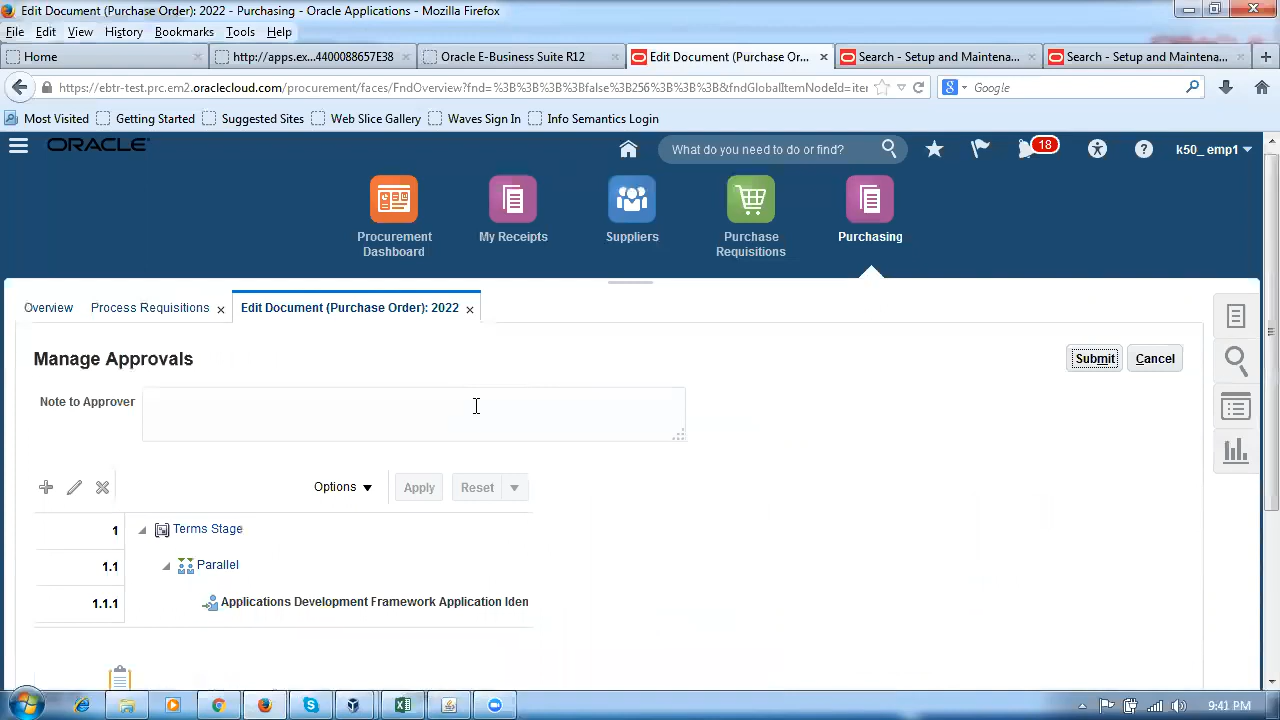 Edit Document (Purchase Order): 2022 - Purchasing - Oracle Applications - Mozilla Firefox
File Edit View History Bookmarks Tools Help
Home http://apps.ex...4400088657E38 Oracle E-Business Suite R12 Edit Document (Purchase Or... Search - Setup and Maintena... Search - Setup and Maintena...
https://ebtr-test.prc.em2.oraclecloud.com/procurement/faces/FndOverview?fnd=%3B%3B%3B%3Bfalse%3B256%3B%3B%3B&fndGlobalItemNodeId=iter Google
Most Visited Getting Started Suggested Sites Web Slice Gallery Waves Sign In Info Semantics Login
ORACLE What do you need to do or find? 18 k50_emp1
Procurement Dashboard My Receipts Suppliers Purchase Requisitions Purchasing
Overview Process Requisitions Edit Document (Purchase Order): 2022
Manage Approvals Submit Cancel
Note to Approver
Options Apply Reset
1 Terms Stage
1.1 Parallel
1.1.1 Applications Development Framework Application Iden
9:41 PM